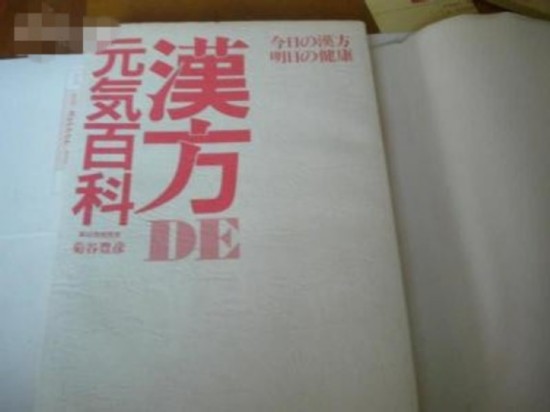 今日の漢方
明日の健康
漢方
DE
元気百科
菊谷豊彦